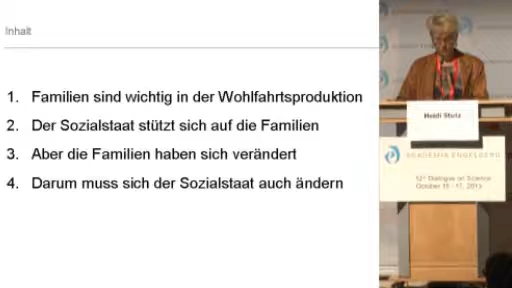 Inhalt
1. Familien sind wichtig in der Wohlfahrtsproduktion
2. Der Sozialstaat stützt sich auf die Familien
3. Aber die Familien haben sich verändert
4. Darum muss sich der Sozialstaat auch ändern
Heidi Stutz
ACADEMIA ENGELBERG
12th Dialogue on Science
October 15 - 17, 2013